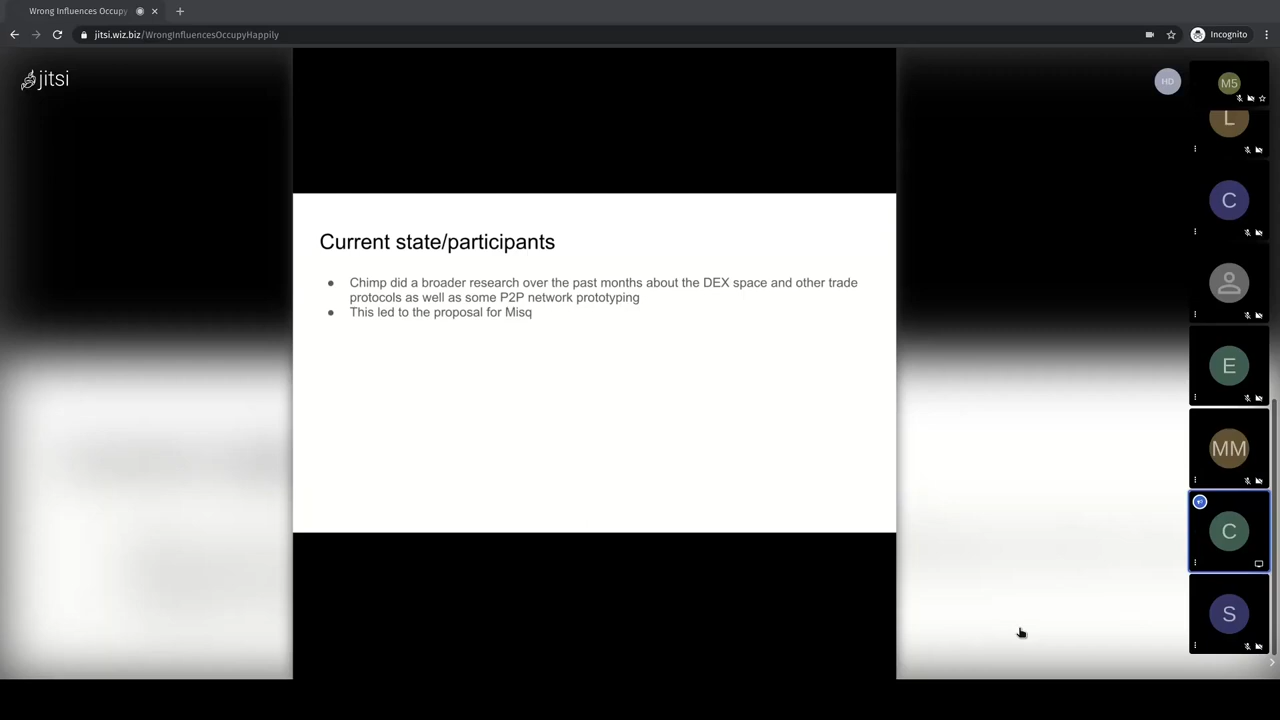 Wrong Influences Occupy
jitsi.wiz.biz/WrongInfluencesOccupyHappily
Incognito
jitsi
HD
M5
L
C
Current state/participants
● Chimp did a broader research over the past months about the DEX space and other trade
protocols as well as some P2P network prototyping
● This led to the proposal for Misq
E
MM
C
S